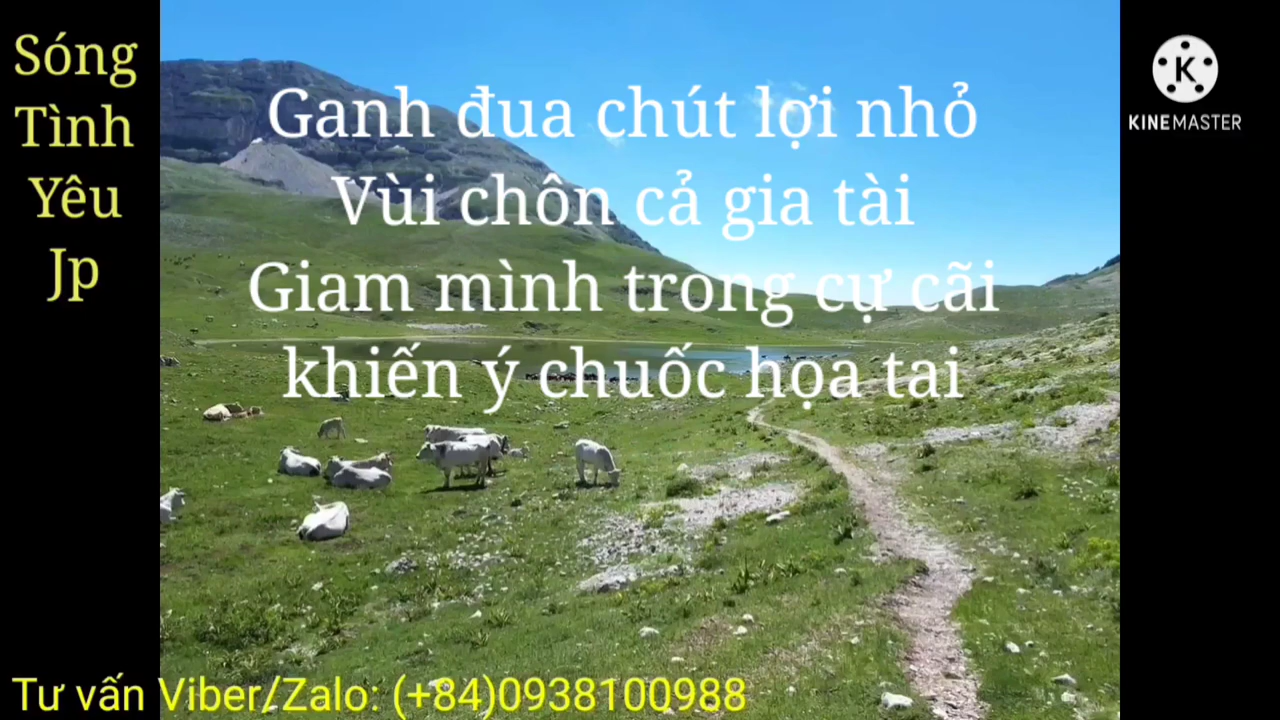 Sóng
Tình
Yêu
Jp
Ganh đua chút lợi nhỏ
Vùi chôn cả gia tài
Giam mình trong cự cãi
khiến ý chuốc họa tai
KINEMASTER
Tư vấn Viber/Zalo: (+84)0938100988